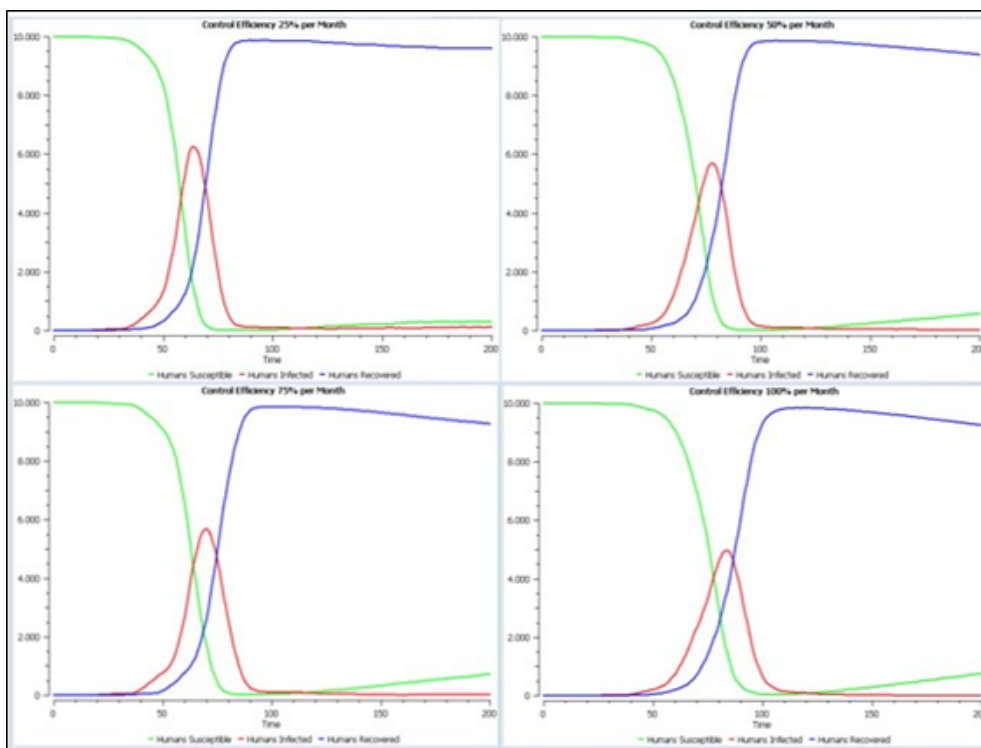 Control Efficiency 25% per Month
10.000
8.000
6.000
4.000
2.000
0
0 50 100 150 200
Time
Humans Susceptible Humans Infected Humans Recovered
Control Efficiency 50% per Month
10.000
8.000
6.000
4.000
2.000
0
0 50 100 150 200
Time
Humans Susceptible Humans Infected Humans Recovered
Control Efficiency 75% per Month
10.000
8.000
6.000
4.000
2.000
0
0 50 100 150 200
Time
Humans Susceptible Humans Infected Humans Recovered
Control Efficiency 100% per Month
10.000
8.000
6.000
4.000
2.000
0
0 50 100 150 200
Time
Humans Susceptible Humans Infected Humans Recovered